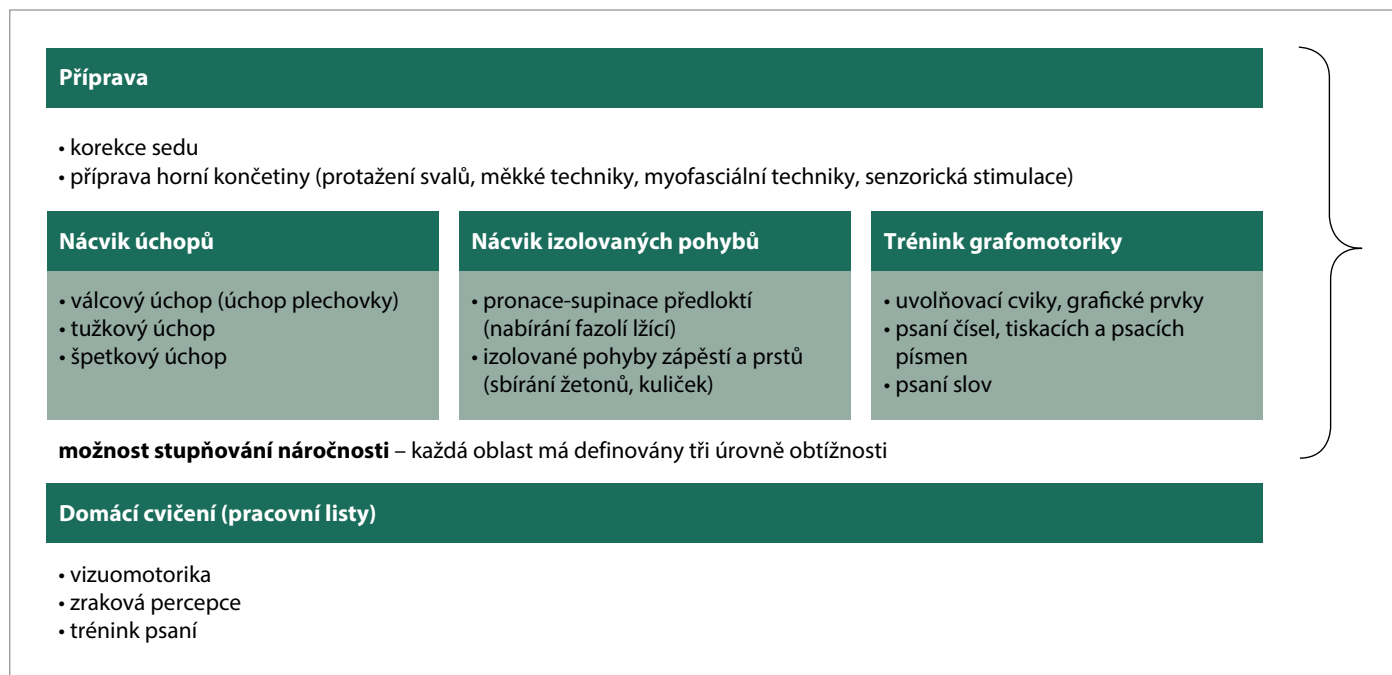 Příprava
• korekce sedu
• příprava horní končetiny (protažení svalů, měkké techniky, myofasciální techniky, senzorická stimulace)
Nácvik úchopů
• válcový úchop (úchop plechovky)
• tužkový úchop
• špetkový úchop
Nácvik izolovaných pohybů
• pronace-supinace předloktí
(nabírání fazolí lžící)
• izolované pohyby zápěstí a prstů
(sbírání žetonů, kuliček)
Trénink grafomotoriky
• uvolňovací cviky, grafické prvky
• psaní čísel, tiskacích a psacích
písmen
• psaní slov
možnost stupňování náročnosti – každá oblast má definovány tři úrovně obtížnosti
Domácí cvičení (pracovní listy)
• vizuomotorika
• zraková percepce
• trénink psaní